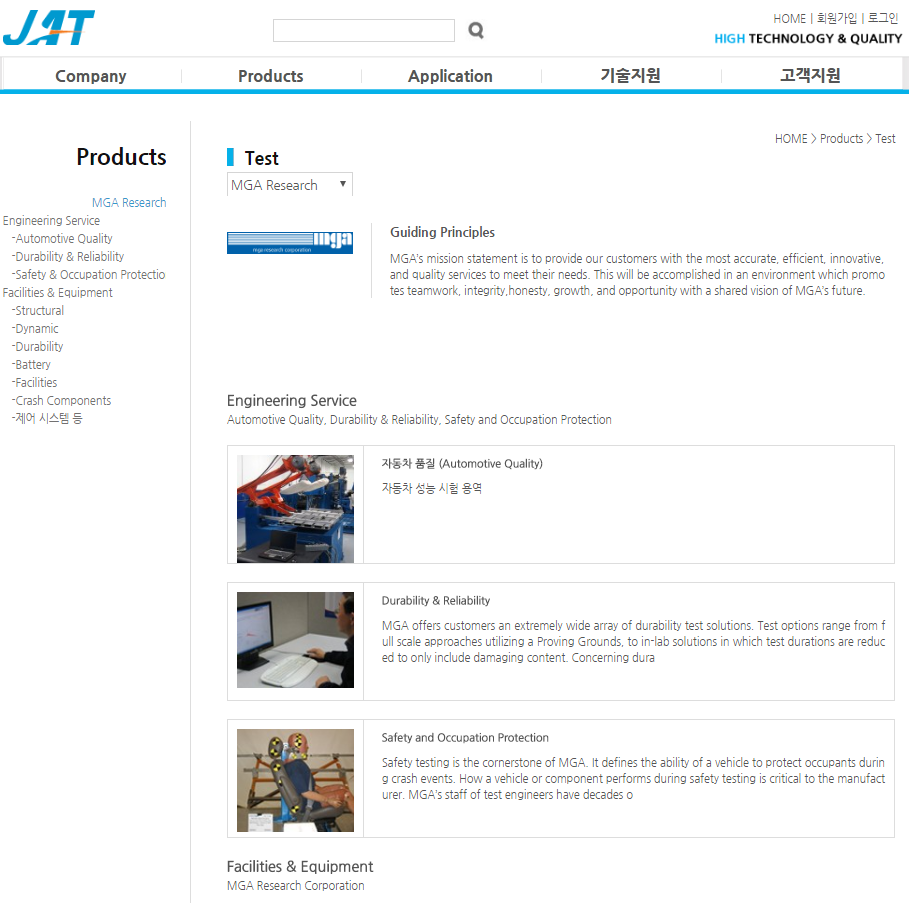 JAT
HOME | 회원가입 | 로그인
HIGH TECHNOLOGY & QUALITY
Company
Products
Application
기술지원
고객지원
HOME > Products > Test
Products
MGA Research
Engineering Service
-Automotive Quality
-Durability & Reliability
-Safety & Occupation Protectio
Facilities & Equipment
-Structural
-Dynamic
-Durability
-Battery
-Facilities
-Crash Components
-제어 시스템 등
Test
MGA Research ▼
mga
mga research corporation
Guiding Principles
MGA's mission statement is to provide our customers with the most accurate, efficient, innovative,
and quality services to meet their needs. This will be accomplished in an environment which promo
tes teamwork, integrity,honesty, growth, and opportunity with a shared vision of MGA's future.
Engineering Service
Automotive Quality, Durability & Reliability, Safety and Occupation Protection
자동차 품질 (Automotive Quality)
자동차 성능 시험 용역
Durability & Reliability
MGA offers customers an extremely wide array of durability test solutions. Test options range from f
ull scale approaches utilizing a Proving Grounds, to in-lab solutions in which test durations are reduc
ed to only include damaging content. Concerning dura
Safety and Occupation Protection
Safety testing is the cornerstone of MGA. It defines the ability of a vehicle to protect occupants durin
g crash events. How a vehicle or component performs during safety testing is critical to the manufact
urer. MGA's staff of test engineers have decades o
Facilities & Equipment
MGA Research Corporation